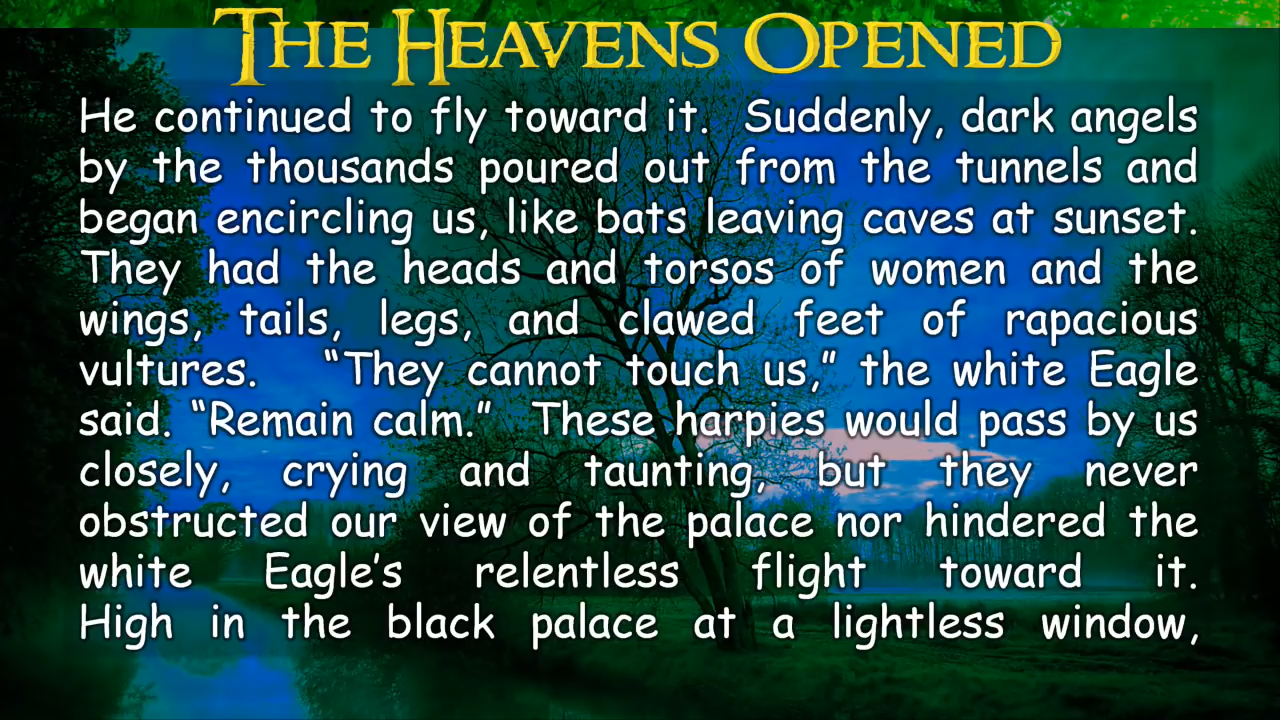 THE HEAVENS OPENED
He continued to fly toward it. Suddenly, dark angels
by the thousands poured out from the tunnels and
began encircling us, like bats leaving caves at sunset.
They had the heads and torsos of women and the
wings, tails, legs, and clawed feet of rapacious
vultures. “They cannot touch us,” the white Eagle
said. “Remain calm.” These harpies would pass by us
closely, crying and taunting, but they never
obstructed our view of the palace nor hindered the
white Eagle’s relentless flight toward it.
High in the black palace at a lightless window,